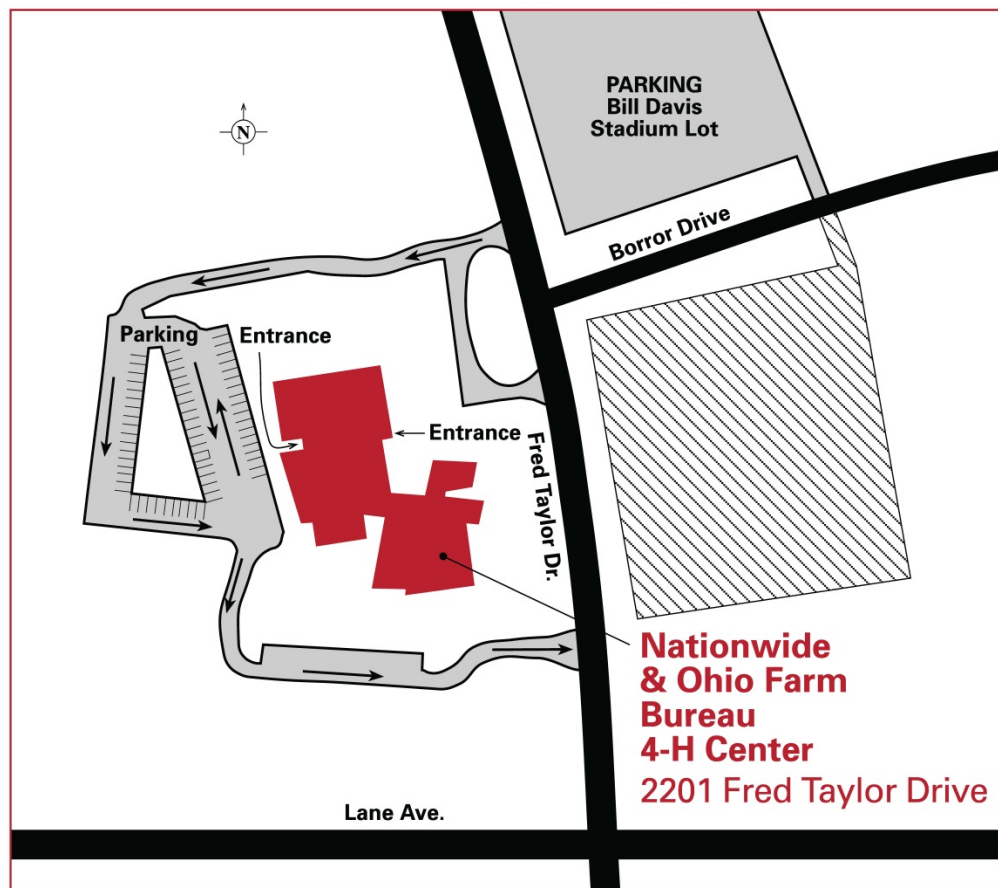 PARKING
Bill Davis
Stadium Lot
N
Borror Drive
Parking
Entrance
Entrance
Fred Taylor Dr.
Nationwide
& Ohio Farm
Bureau
4-H Center
2201 Fred Taylor Drive
Lane Ave.